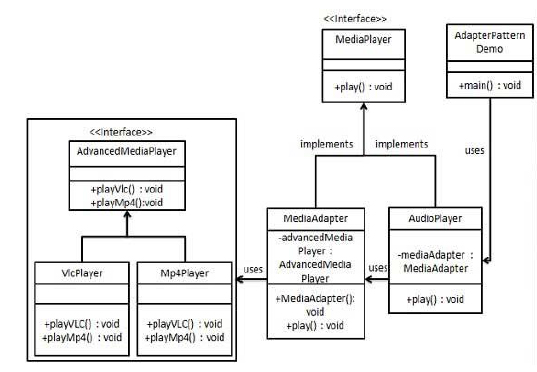 <<Interface>>
MediaPlayer
+play() : void
AdapterPattern
Demo
+main() : void
implements
implements
uses
<<Interface>>
AdvancedMediaPlayer
+playVlc() : void
+playMp4():void
VlcPlayer
+playVLC() : void
+playMp4() : void
Mp4Player
+playVLC() : void
+playMp4() : void
uses
MediaAdapter
-advancedMedia
Player :
AdvancedMedia
Player
+MediaAdapter():
void
+play() : void
uses
AudioPlayer
-mediaAdapter :
MediaAdapter
+play() : void